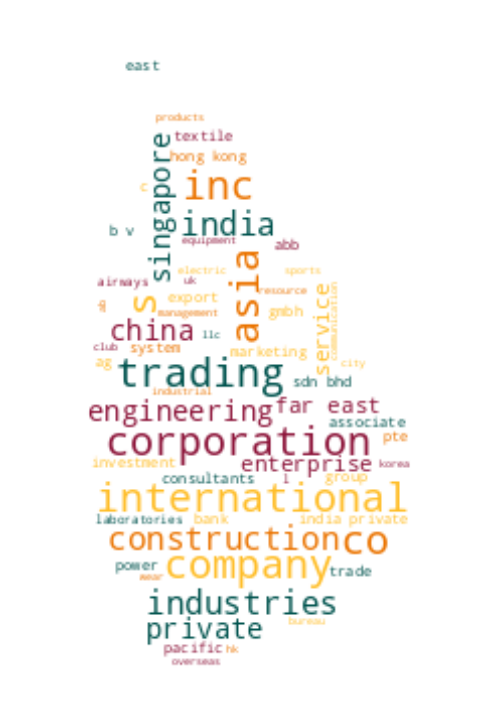 east
products
textile
singapore
hong kong
c
inc
india
b v
equipment
abb
asia
electric
sports
airways
uk
resource
s
export
management
gmbh
service
communication
china
llc
club
system
marketing
ag
city
trading
sdn bhd
industrial
engineering
far east
associate
corporation
pte
investment
enterprise
korea
consultants
l
group
international
laboratories
bank
india private
construction
co
power
company
trade
wear
industries
private
bureau
pacific
hk
overseas